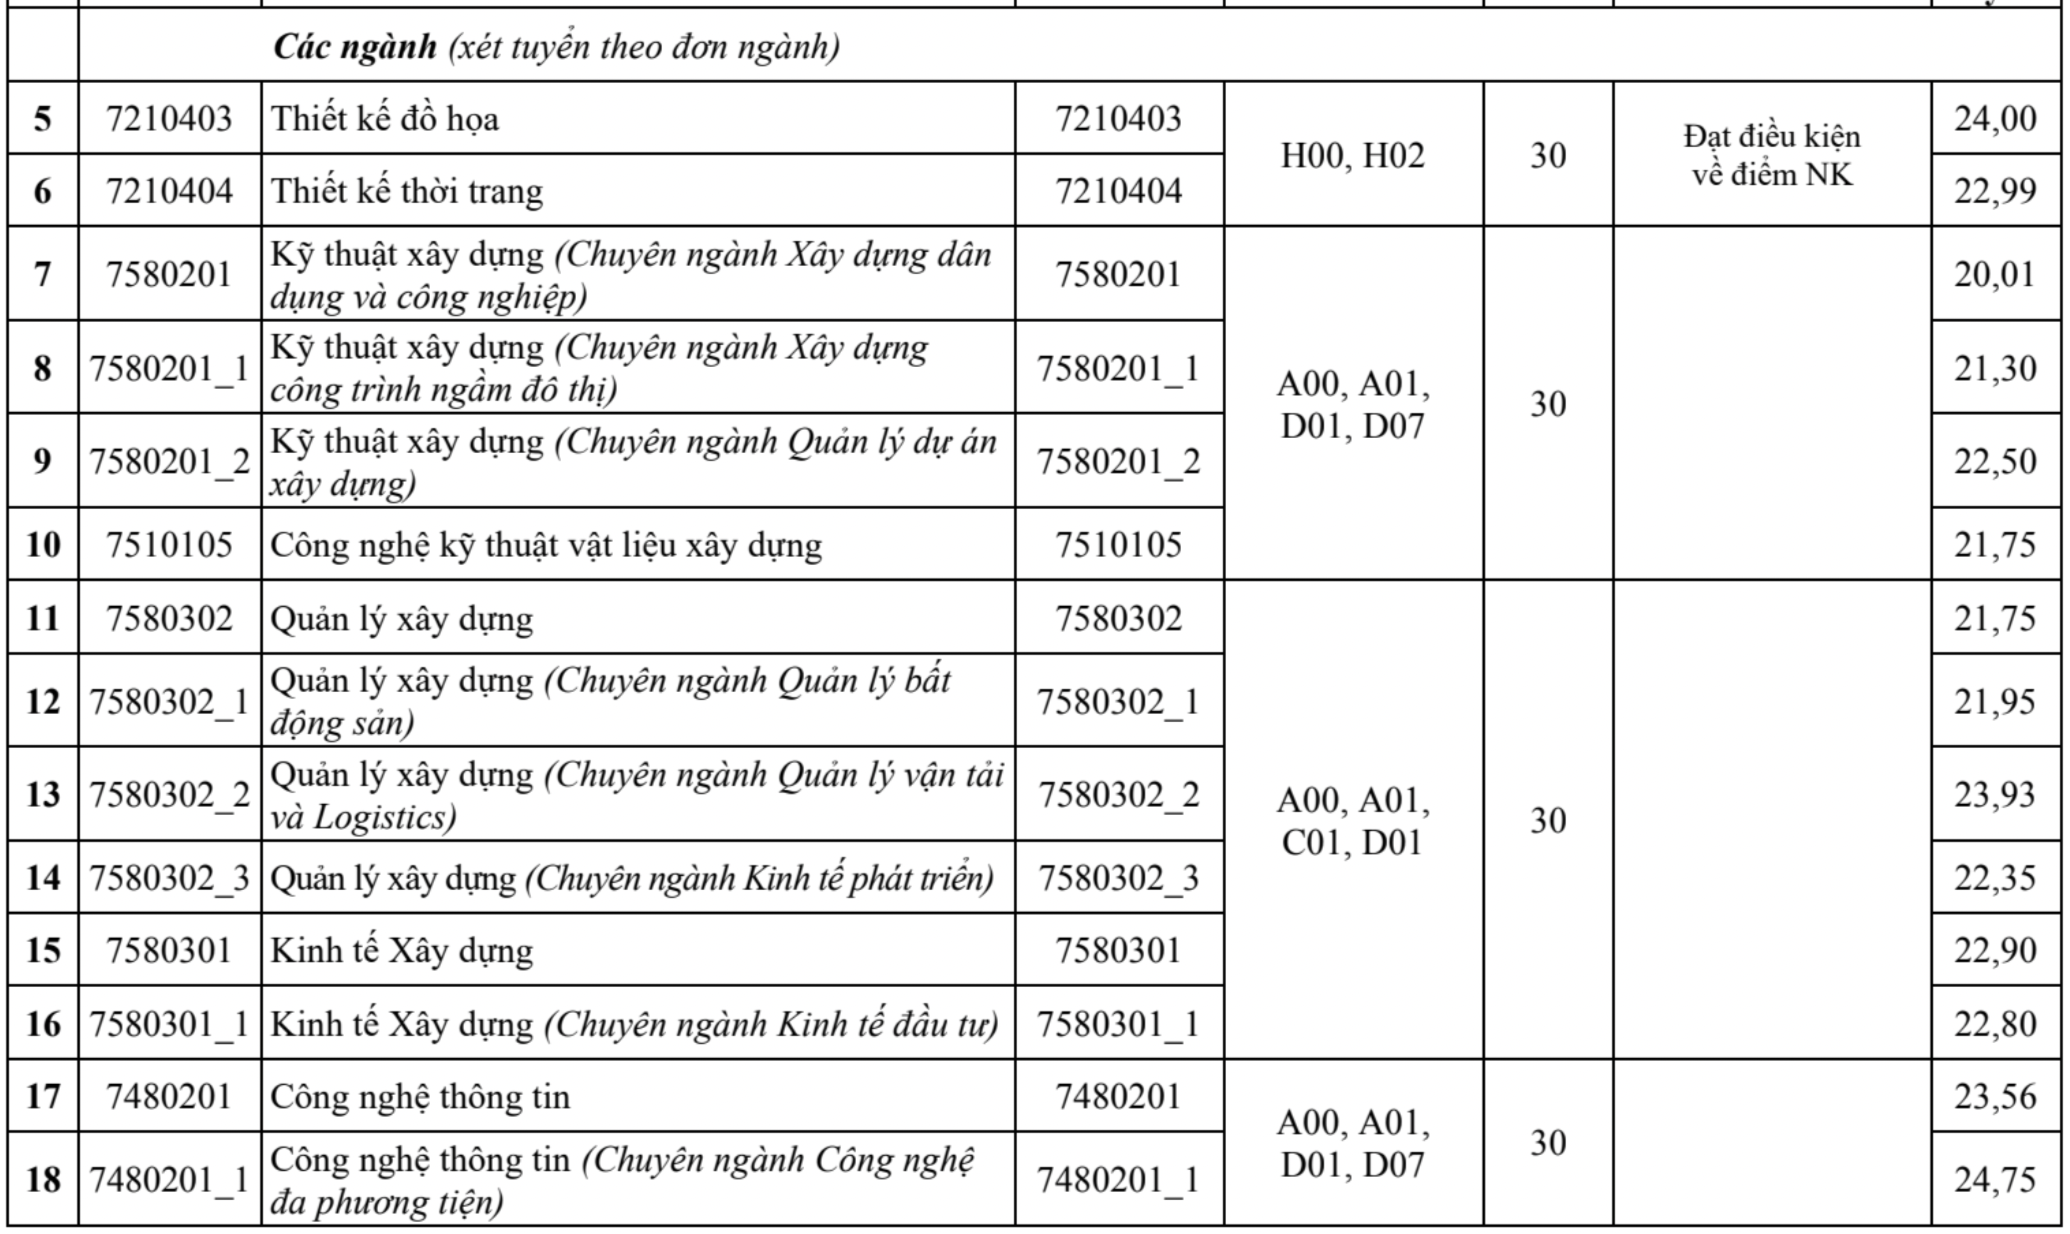 Các ngành (xét tuyển theo đơn ngành)
5 7210403 Thiết kế đồ họa 7210403 H00, H02 30 Đạt điều kiện về điểm NK 24,00
6 7210404 Thiết kế thời trang 7210404 22,99
7 7580201 Kỹ thuật xây dựng (Chuyên ngành Xây dựng dân
dụng và công nghiệp) 7580201 A00, A01, D01, D07 30 20,01
8 7580201_1 Kỹ thuật xây dựng (Chuyên ngành Xây dựng
công trình ngầm đô thị) 7580201_1 21,30
9 7580201_2 Kỹ thuật xây dựng (Chuyên ngành Quản lý dự án
xây dựng) 7580201_2 22,50
10 7510105 Công nghệ kỹ thuật vật liệu xây dựng 7510105 21,75
11 7580302 Quản lý xây dựng 7580302 A00, A01, C01, D01 30 21,75
12 7580302_1 Quản lý xây dựng (Chuyên ngành Quản lý bất
động sản) 7580302_1 21,95
13 7580302_2 Quản lý xây dựng (Chuyên ngành Quản lý vận tải
và Logistics) 7580302_2 23,93
14 7580302_3 Quản lý xây dựng (Chuyên ngành Kinh tế phát triển) 7580302_3 22,35
15 7580301 Kinh tế Xây dựng 7580301 22,90
16 7580301_1 Kinh tế Xây dựng (Chuyên ngành Kinh tế đầu tư) 7580301_1 22,80
17 7480201 Công nghệ thông tin 7480201 A00, A01, D01, D07 30 23,56
18 7480201_1 Công nghệ thông tin (Chuyên ngành Công nghệ
đa phương tiện) 7480201_1 24,75